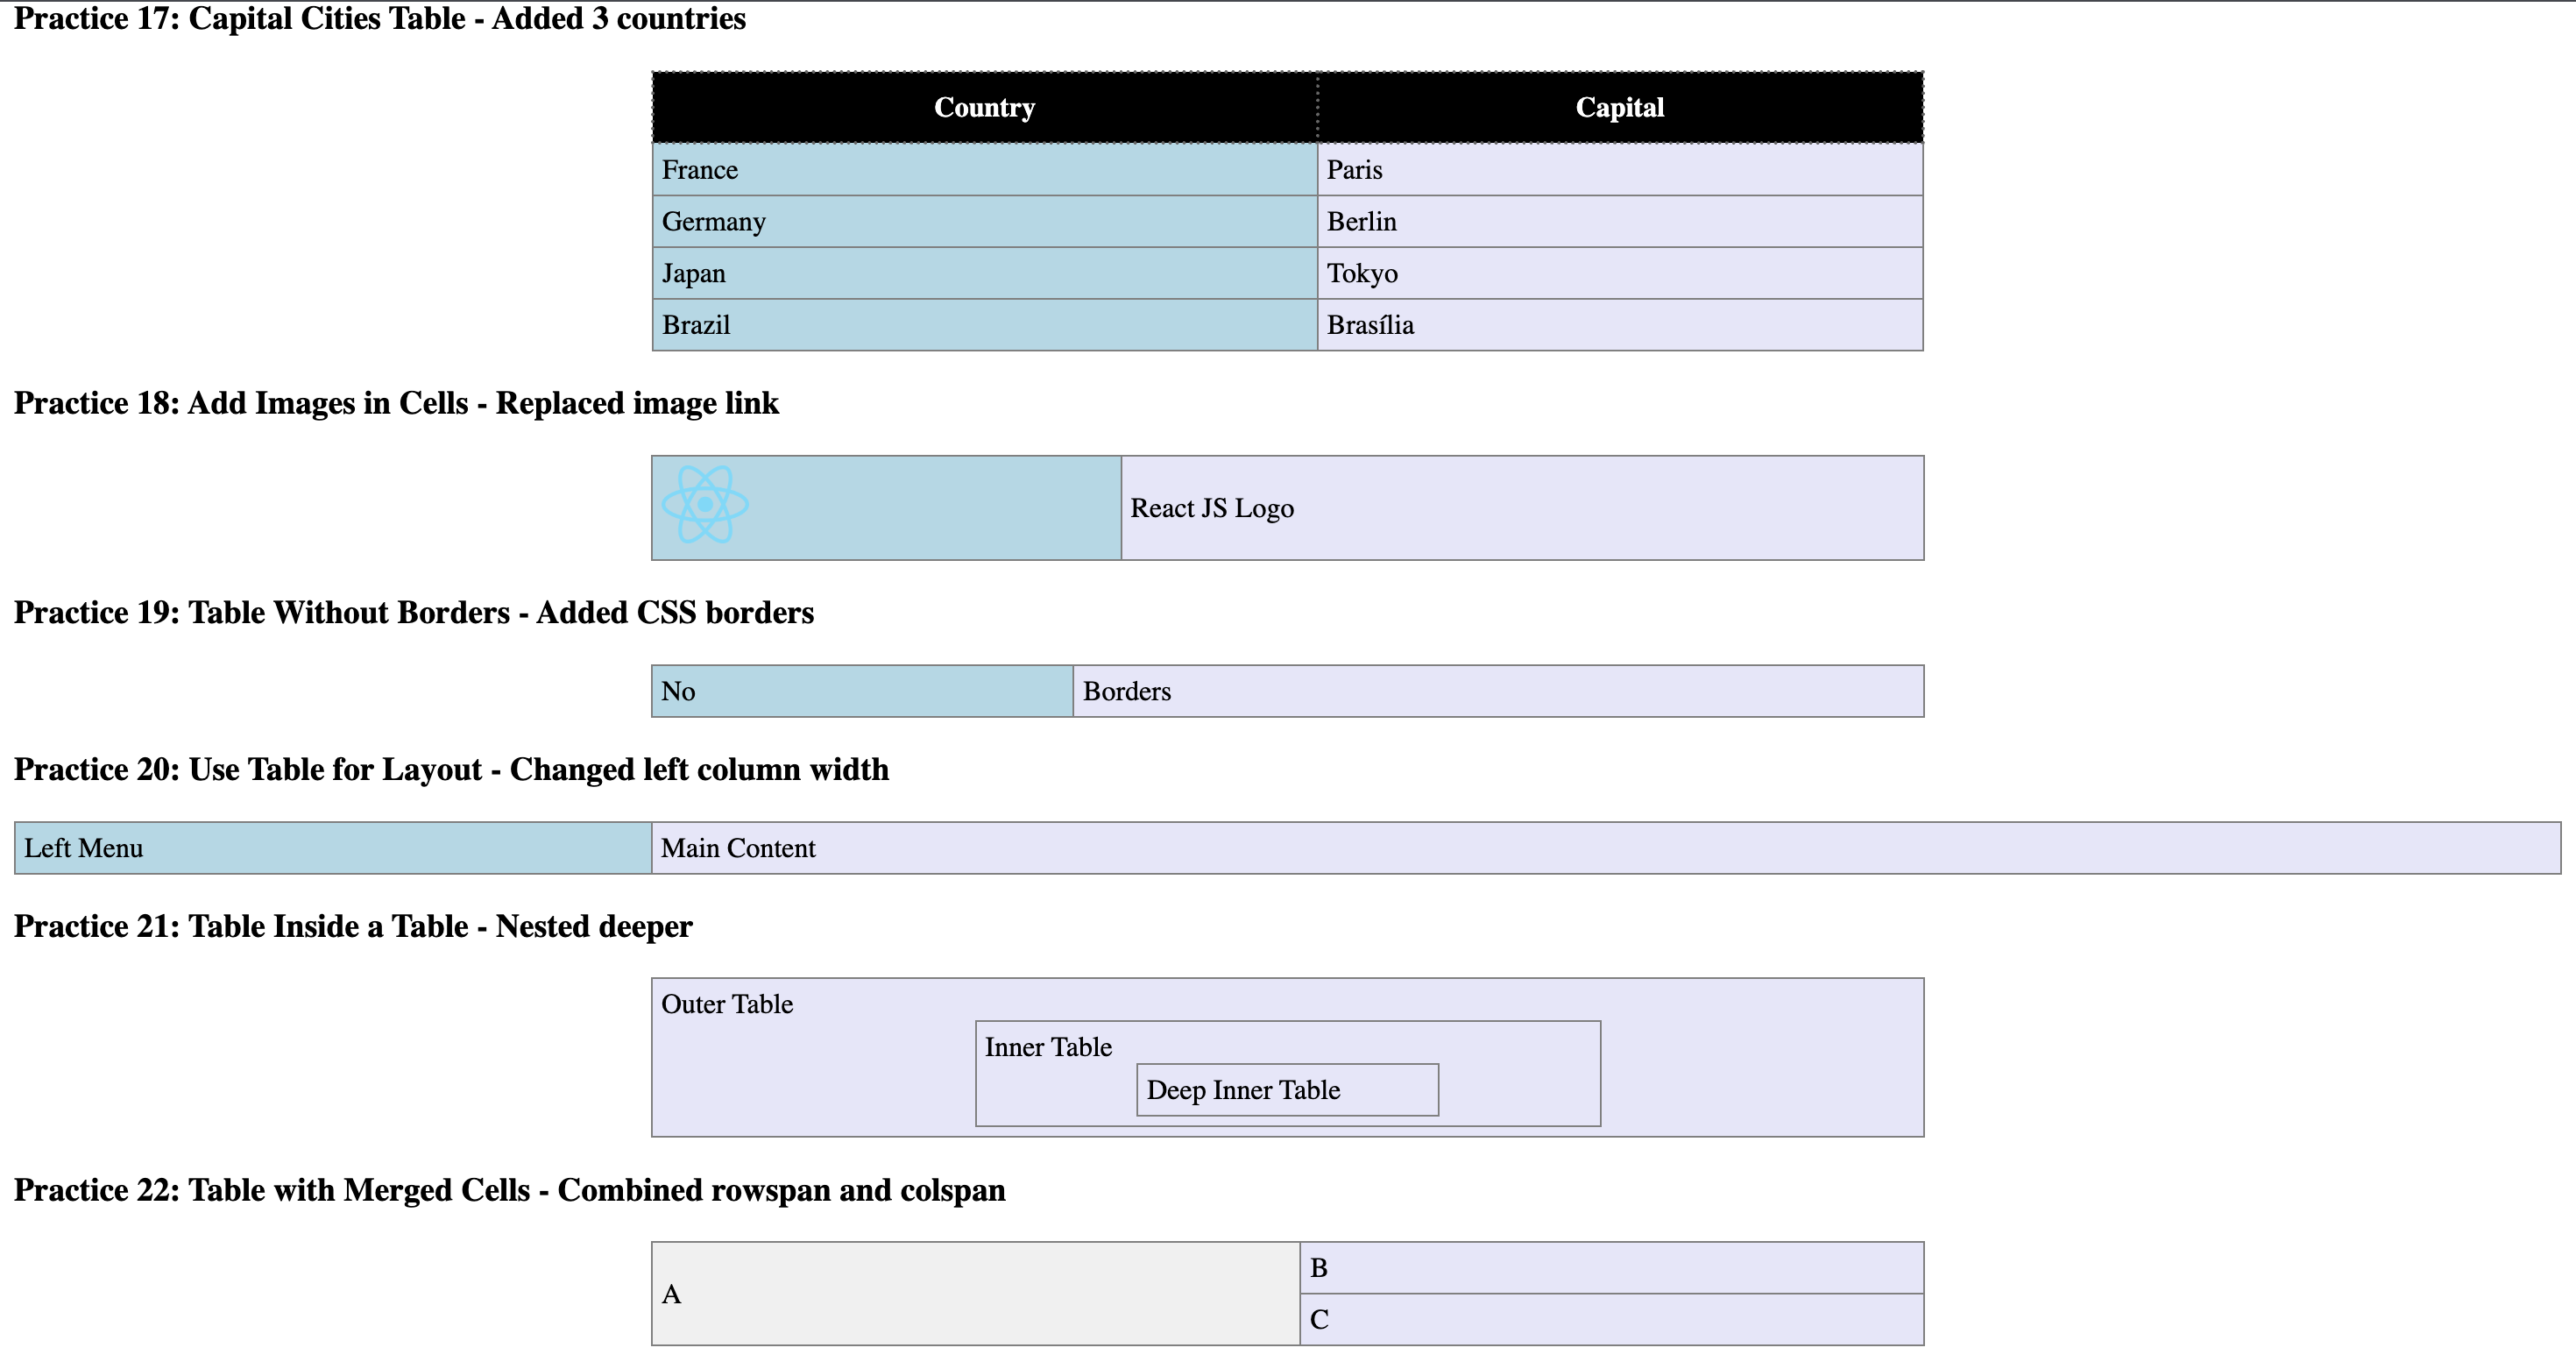 Practice 17: Capital Cities Table - Added 3 countries
Country Capital
France Paris
Germany Berlin
Japan Tokyo
Brazil Brasília
Practice 18: Add Images in Cells - Replaced image link
React JS Logo
Practice 19: Table Without Borders - Added CSS borders
No Borders
Practice 20: Use Table for Layout - Changed left column width
Left Menu Main Content
Practice 21: Table Inside a Table - Nested deeper
Outer Table
Inner Table
Deep Inner Table
Practice 22: Table with Merged Cells - Combined rowspan and colspan
A
B
C